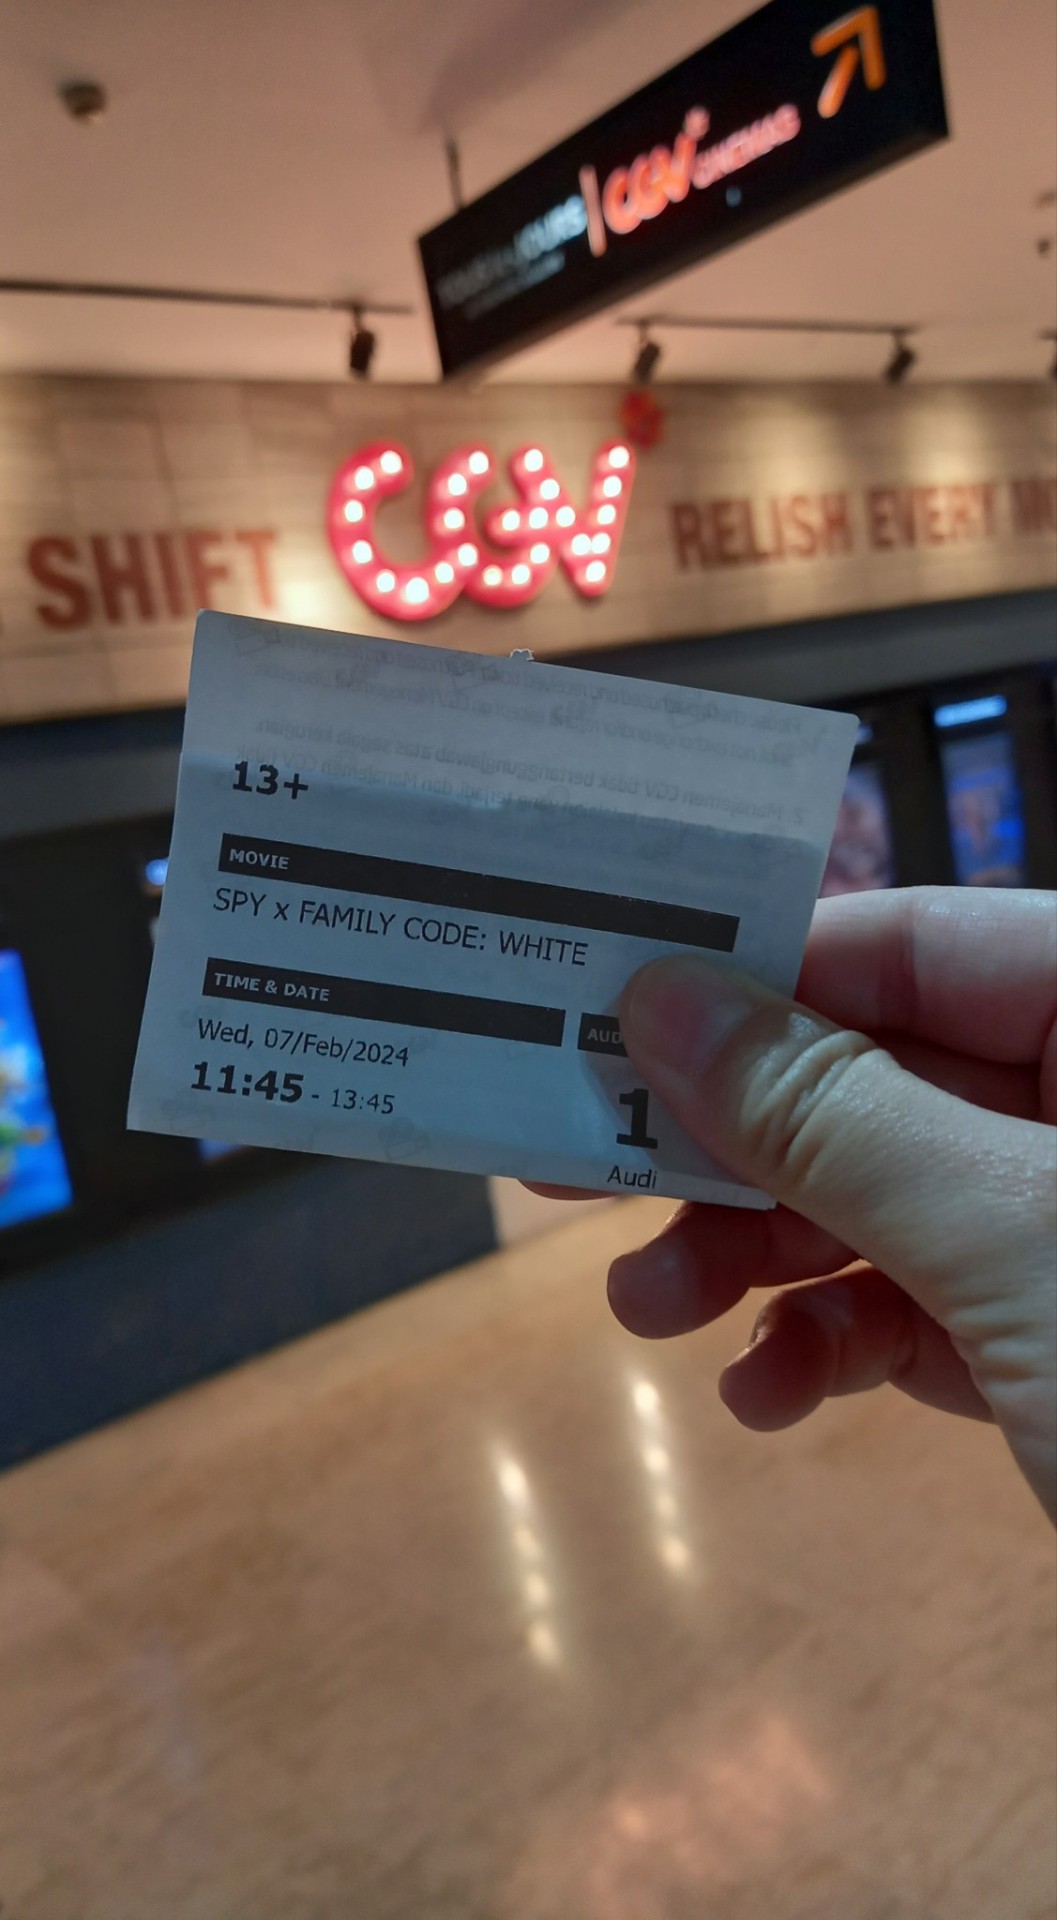 CGV CINEMAS
SHIFT
CGV
RELISH EVERY
13+
MOVIE
SPY x FAMILY CODE: WHITE
TIME & DATE
Wed, 07/Feb/2024
11:45 - 13:45
1
Audi